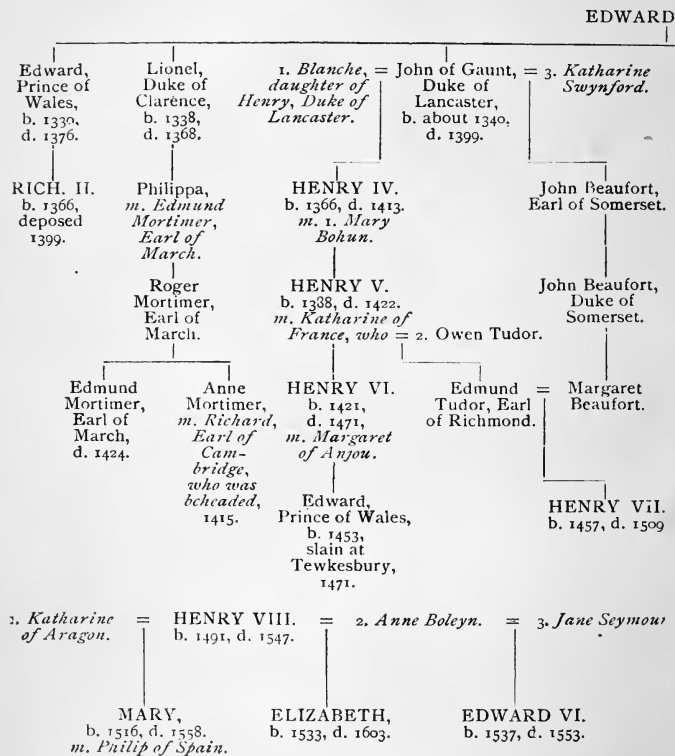 EDWARD
Edward,
Prince of
Wales,
b. 1330,
d. 1376.
Lionel,
Duke of
Clarence,
b. 1338,
d. 1368.
1. Blanche,
daughter of
Henry, Duke of
Lancaster.
=
John of Gaunt,
Duke of
Lancaster,
b. about 1340,
d. 1399.
=
3. Katharine
Swynford.
RICH. II.
b. 1366,
deposed
1399.
Philippa,
m. Edmund
Mortimer,
Earl of
March.
HENRY IV.
b. 1366, d. 1413.
m. 1. Mary
Bohun.
John Beaufort,
Earl of Somerset.
Roger
Mortimer,
Earl of
March.
HENRY V.
b. 1388, d. 1422.
m. Katharine of
France, who = 2. Owen Tudor.
John Beaufort,
Duke of
Somerset.
Edmund
Mortimer,
Earl of
March,
d. 1424.
Anne
Mortimer,
m. Richard,
Earl of
Cam-
bridge,
who was
beheaded,
1415.
HENRY VI.
b. 1421,
d. 1471,
m. Margaret
of Anjou.
Edmund
Tudor, Earl
of Richmond.
=
Margaret
Beaufort.
Edward,
Prince of Wales,
b. 1453,
slain at
Tewkesbury,
1471.
HENRY VII.
b. 1457, d. 1509
1. Katharine
of Aragon.
=
HENRY VIII.
b. 1491, d. 1547.
=
2. Anne Boleyn.
=
3. Jane Seymour
MARY,
b. 1516, d. 1558.
m. Philip of Spain.
ELIZABETH,
b. 1533, d. 1603.
EDWARD VI.
b. 1537, d. 1553.